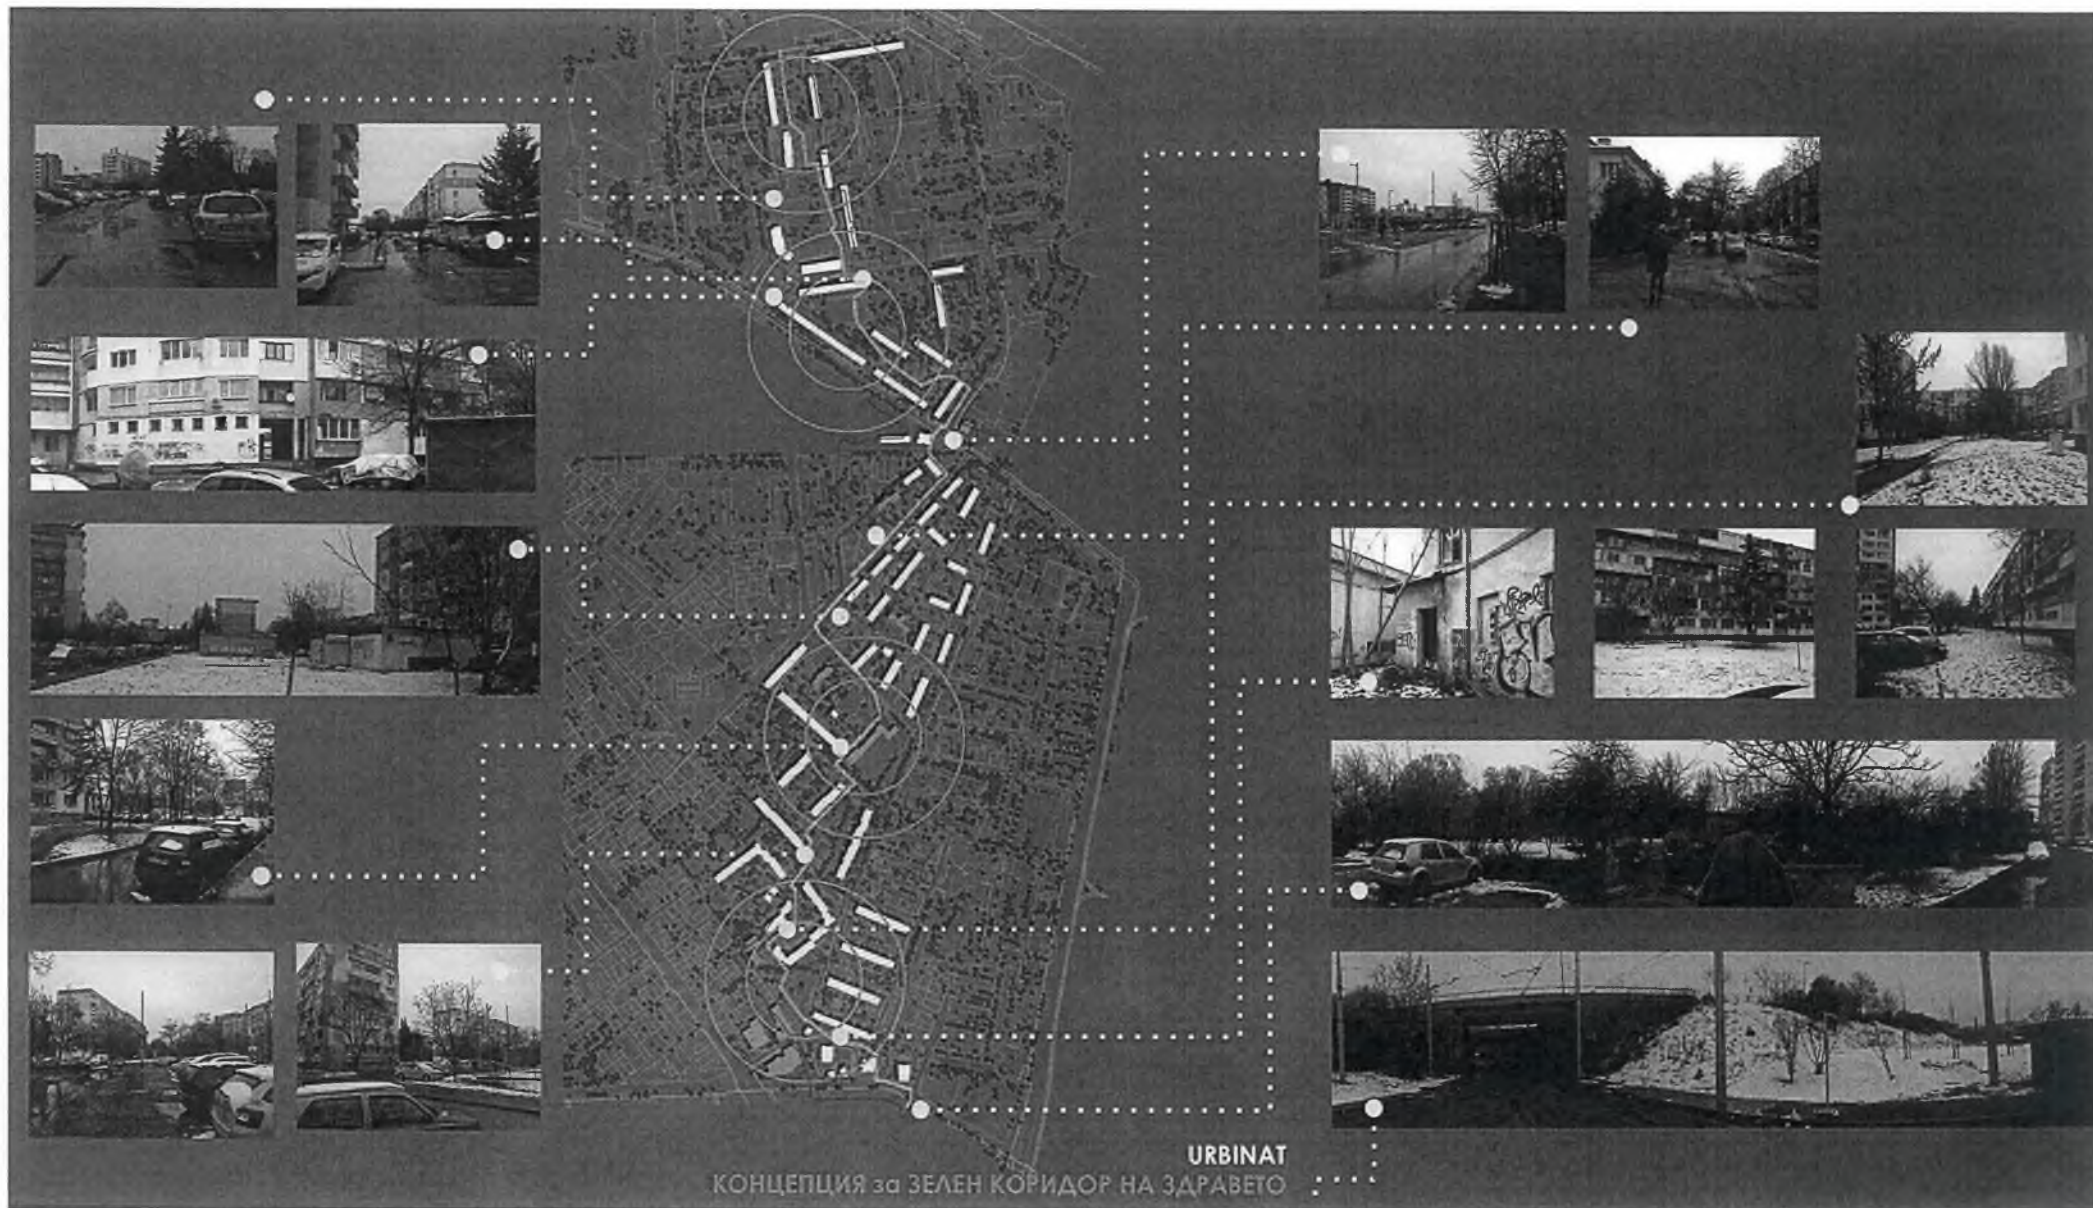 URBINAT
КОНЦЕПЦИЯ за ЗЕЛЕН КОРИДОР НА ЗДРАВЕТО